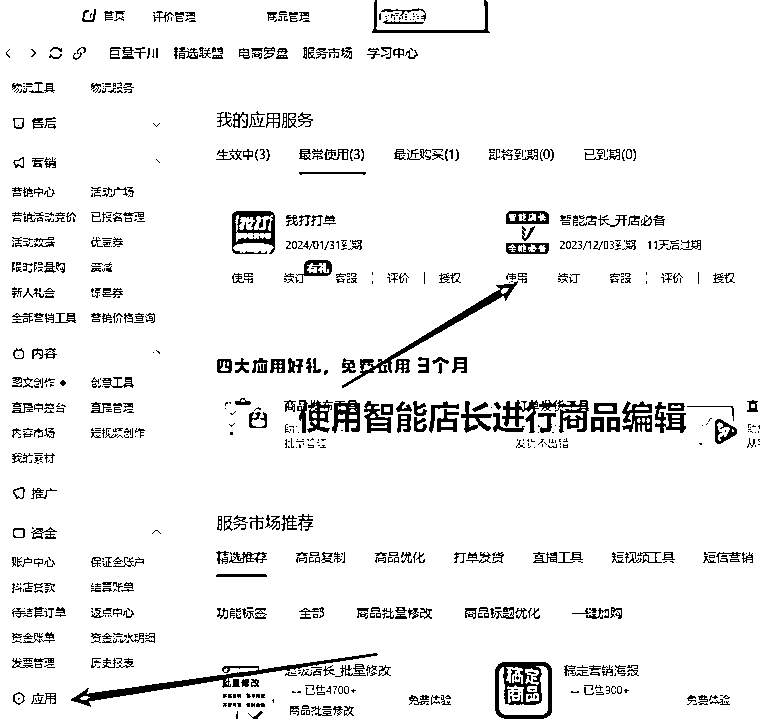 首页 评价管理 商品管理 商品创建
巨量千川 精选联盟 电商罗盘 服务市场 学习中心
物流工具 物流服务
售后
营销
营销中心 活动广场
营销活动竞价 已报名管理
活动数据 优惠券
限时限量购 满减
新人礼金 惊喜券
全部营销工具 营销价格查询
内容
图文创作 创意工具
直播中控台 直播管理
内容市场 短视频创作
我的素材
推广
资金
账户中心 保证金账户
抖店贷款 结算账单
待结算订单 返点中心
资金账单 资金流水明细
发票管理 历史报表
应用
我的应用服务
生效中(3) 最常使用(3) 最近购买(1) 即将到期(0) 已到期(0)
我打打单
2024/01/31到期
使用 续订 有礼 客服 评价 授权
智能店长
智能店长_开店必备
2023/12/03到期 11天后过期
使用 续订 客服 评价 授权
四大应用好礼，免费试用 3个月
使用智能店长进行商品编辑
批量管理
发货不出错
服务市场推荐
精选推荐 商品复制 商品优化 打单发货 直播工具 短视频工具 短信营销
功能标签 全部 商品批量修改 商品标题优化 一键加购
批量修改
超级店长_批量修改
已售4700+
商品批量修改
免费体验
搞定商品
稿定营销海报
已售900+
免费体验